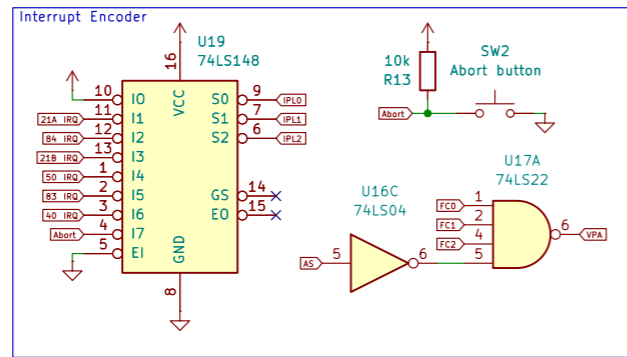 Interrupt Encoder
U19
74LS148
16
VCC
10 I0
11 I1
12 I2
13 I3
1 I4
2 I5
3 I6
4 I7
5 EI
21A IRQ
84 IRQ
21B IRQ
50 IRQ
83 IRQ
40 IRQ
Abort
S0 9 IPL0
S1 7 IPL1
S2 6 IPL2
GS 14
EO 15
GND
8
10k
R13
SW2
Abort button
Abort
U17A
74LS22
U16C
74LS04
FC0 1
FC1 2
FC2 4
5
6 VPA
AS 5
6